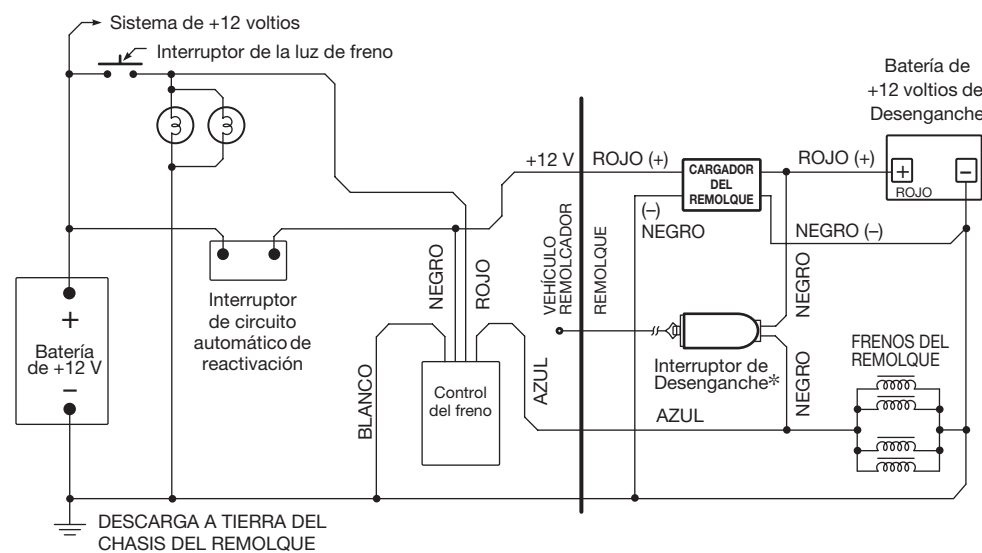 Sistema de +12 voltios
Interruptor de la luz de freno
Batería de
+12 voltios de
Desenganche
+12 V
ROJO (+)
CARGADOR
DEL
REMOLQUE
ROJO (+)
+
–
ROJO
(–)
NEGRO
NEGRO (–)
NEGRO
ROJO
VEHÍCULO
REMOLCADOR
REMOLQUE
NEGRO
+
Batería
de +12 V
–
Interruptor
de circuito
automático de
reactivación
BLANCO
Control
del freno
AZUL
Interruptor de
Desenganche*
NEGRO
FRENOS DEL
REMOLQUE
AZUL
DESCARGA A TIERRA DEL
CHASIS DEL REMOLQUE